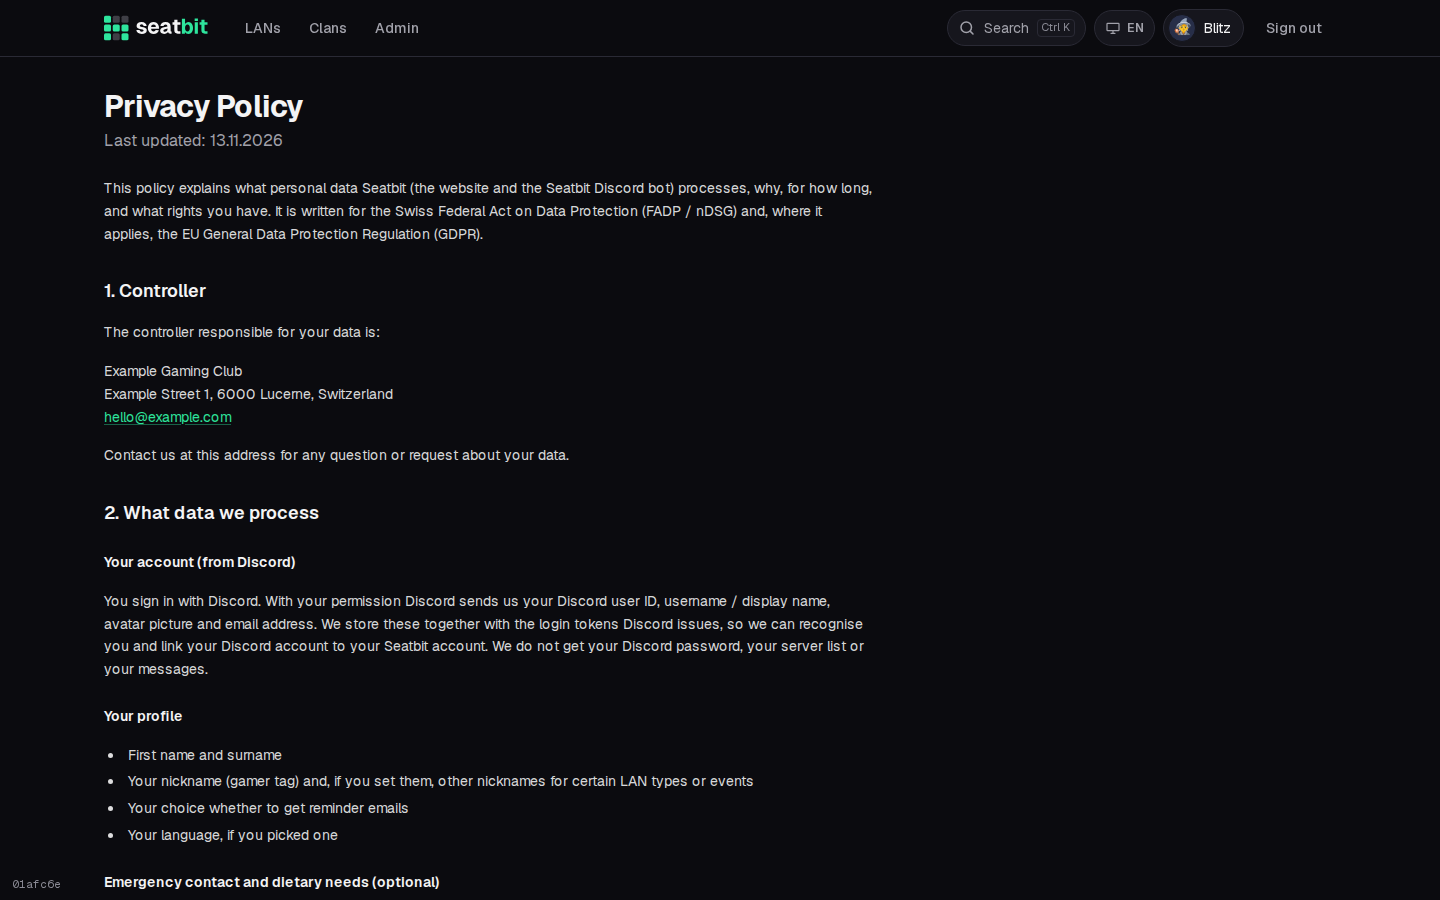 seatbit
LANs
Clans
Admin
Search
Ctrl K
EN
Blitz
Sign out
Privacy Policy
Last updated: 13.11.2026
This policy explains what personal data Seatbit (the website and the Seatbit Discord bot) processes, why, for how long,
and what rights you have. It is written for the Swiss Federal Act on Data Protection (FADP / nDSG) and, where it
applies, the EU General Data Protection Regulation (GDPR).
1. Controller
The controller responsible for your data is:
Example Gaming Club
Example Street 1, 6000 Lucerne, Switzerland
hello@example.com
Contact us at this address for any question or request about your data.
2. What data we process
Your account (from Discord)
You sign in with Discord. With your permission Discord sends us your Discord user ID, username / display name,
avatar picture and email address. We store these together with the login tokens Discord issues, so we can recognise
you and link your Discord account to your Seatbit account. We do not get your Discord password, your server list or
your messages.
Your profile
• First name and surname
• Your nickname (gamer tag) and, if you set them, other nicknames for certain LAN types or events
• Your choice whether to get reminder emails
• Your language, if you picked one
Emergency contact and dietary needs (optional)
01afc6e